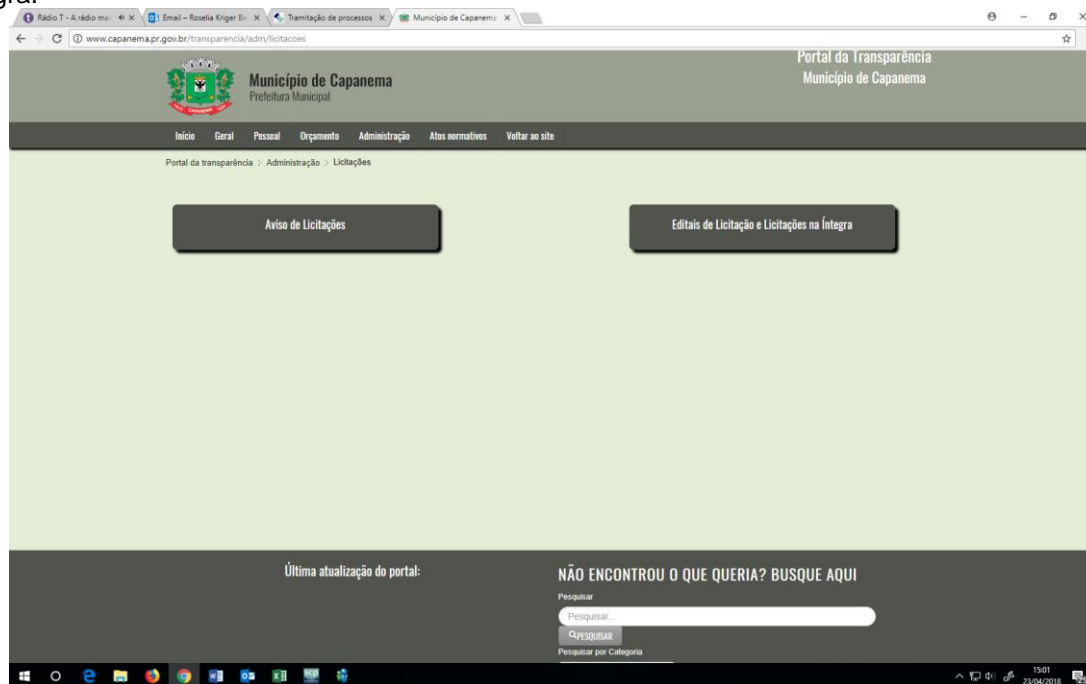 gra.
Rádio T - A rádio mai
Email – Roselia Kriger Be
Tramitação de processos
Município de Capanema
www.capanema.pr.gov.br/transparencia/adm/licitacoes
Portal da Transparência
Município de Capanema
Município de Capanema
Prefeitura Municipal
Início Geral Pessoal Orçamento Administração Atos normativos Voltar ao site
Portal da transparência > Administração > Licitações
Aviso de Licitações
Editais de Licitação e Licitações na Íntegra
Última atualização do portal:
NÃO ENCONTROU O QUE QUERIA? BUSQUE AQUI
Pesquisar
Pesquisar...
PESQUISAR
Pesquisar por Categoria
15:01
23/04/2018